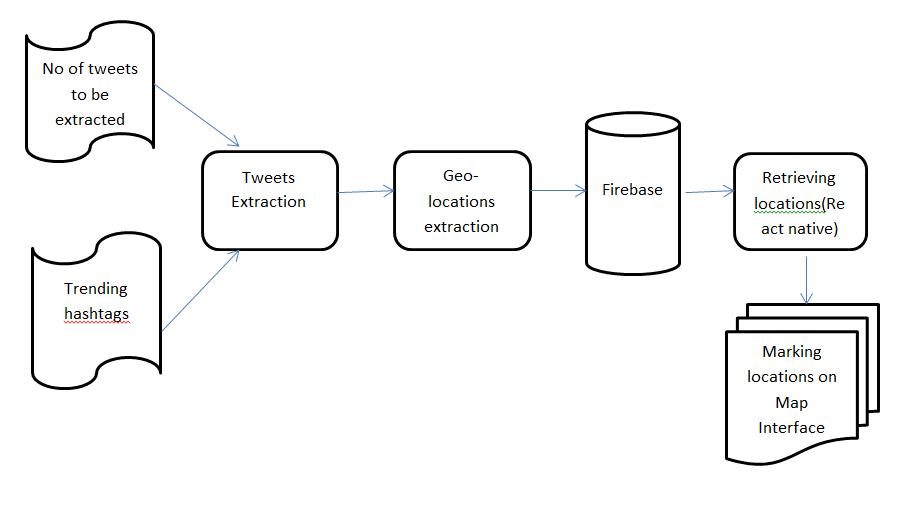 No of tweets
to be
extracted
Trending
hashtags
Tweets
Extraction
Geo-
locations
extraction
Firebase
Retrieving
locations(Re
act native)
Marking
locations on
Map
Interface